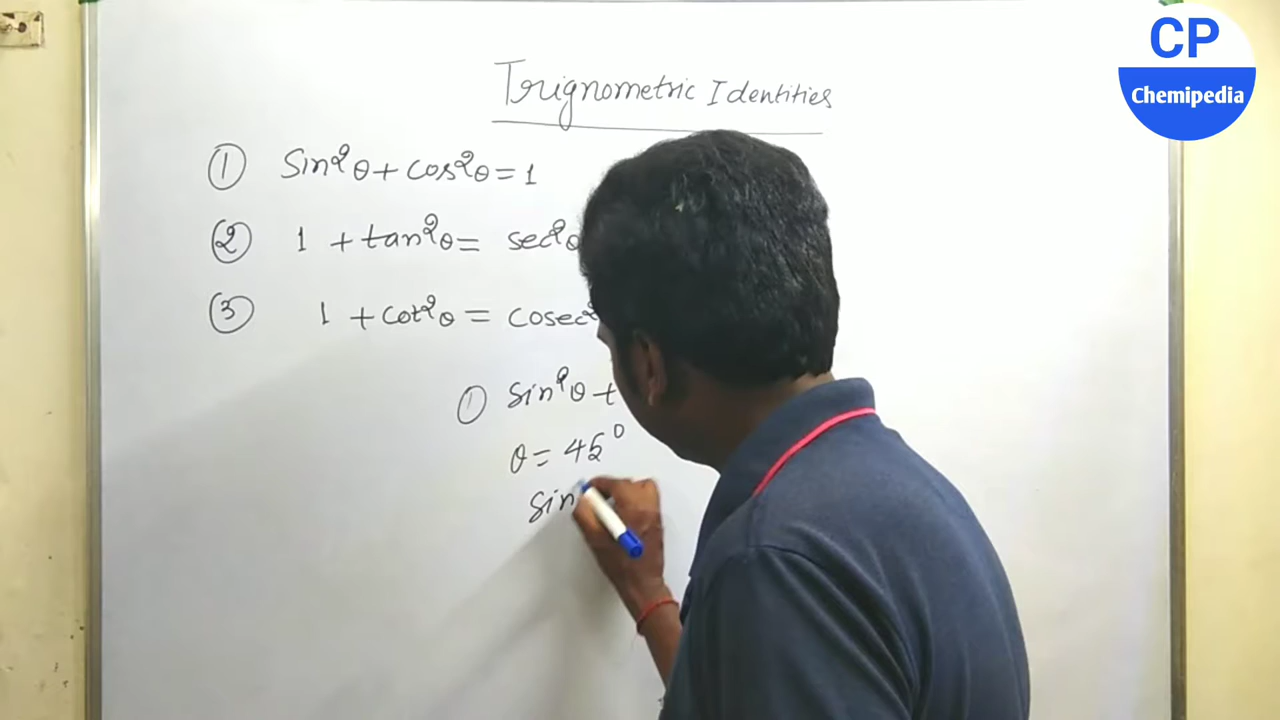 CP
Chemipedia
Trignometric Identities
① Sin²θ + cos²θ = 1
② 1 + tan²θ = sec²θ
③ 1 + cot²θ = cosec²
① sin²θ +
θ = 45°
sin